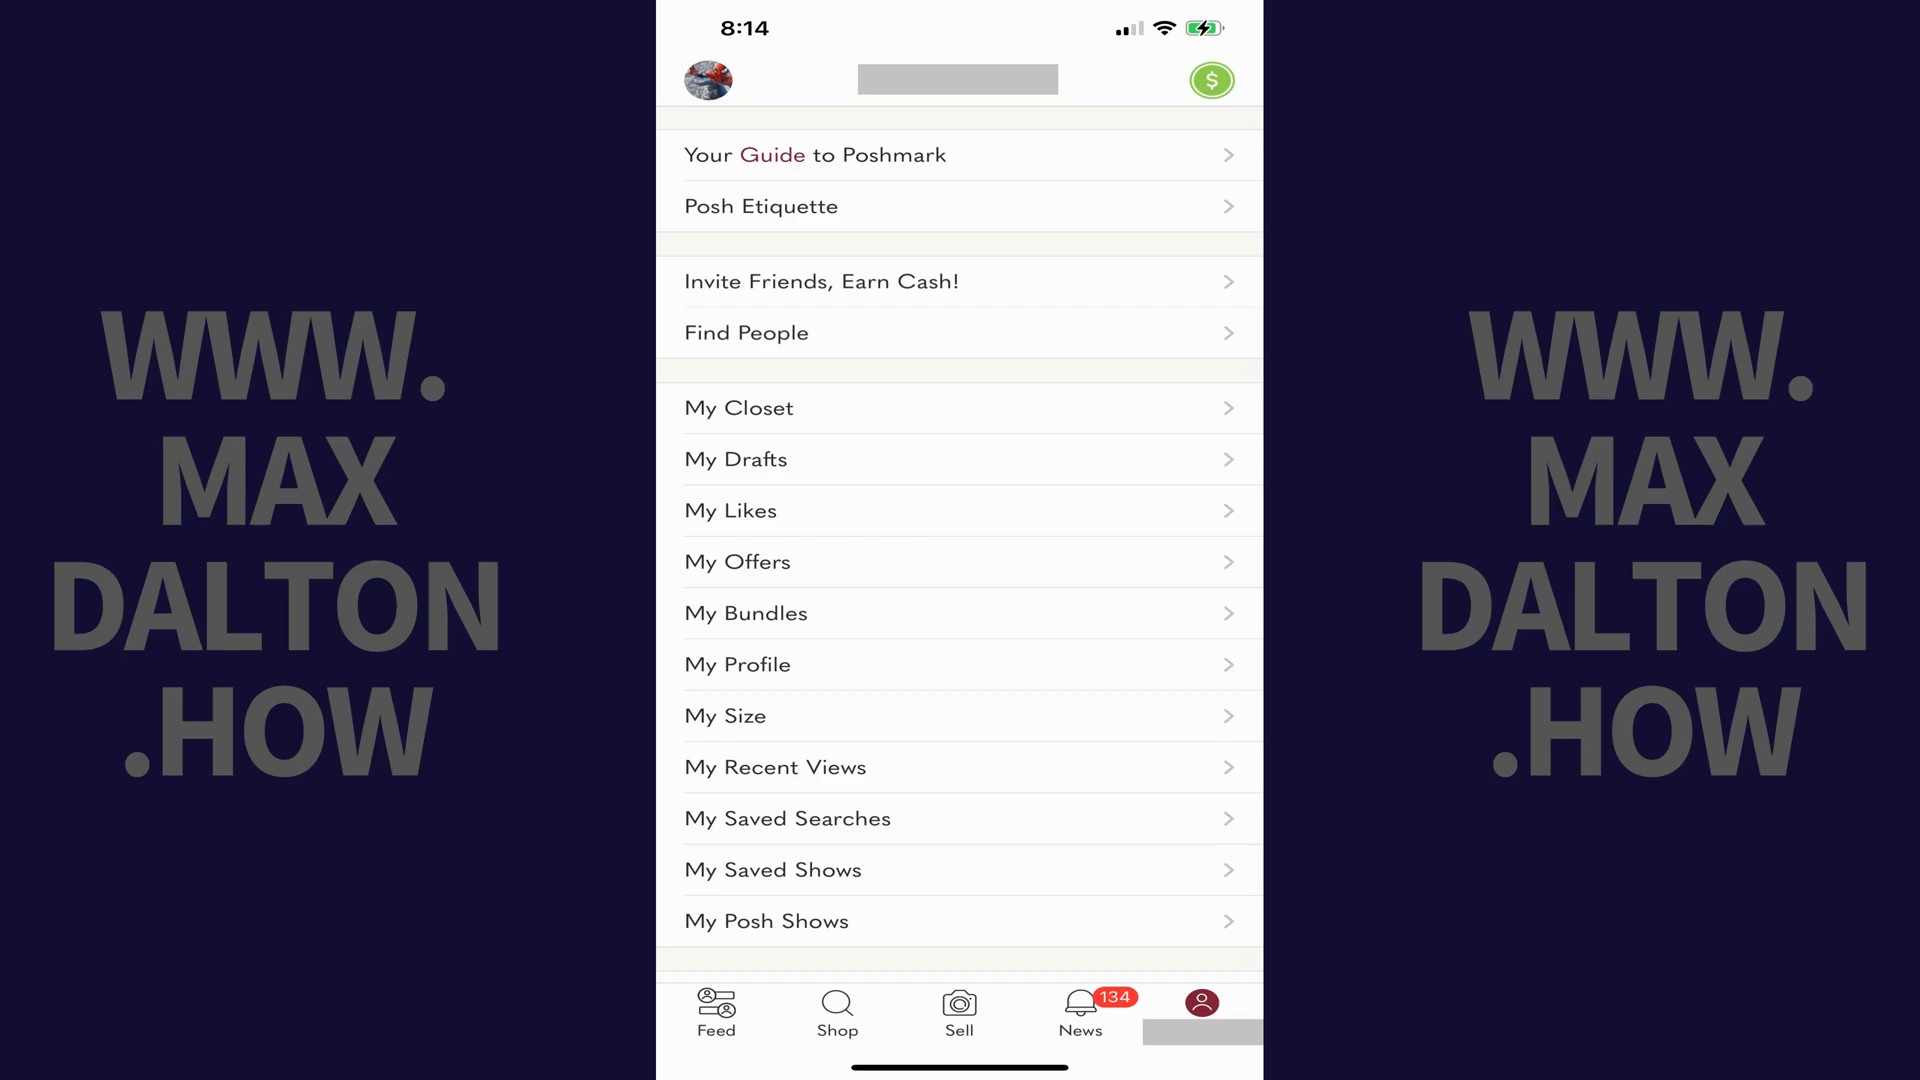 8:14
$
Your Guide to Poshmark
Posh Etiquette
Invite Friends, Earn Cash!
Find People
My Closet
My Drafts
My Likes
My Offers
My Bundles
My Profile
My Size
My Recent Views
My Saved Searches
My Saved Shows
My Posh Shows
134
Feed
Shop
Sell
News
WWW.
MAX
DALTON
.HOW
WWW.
MAX
DALTON
.HOW